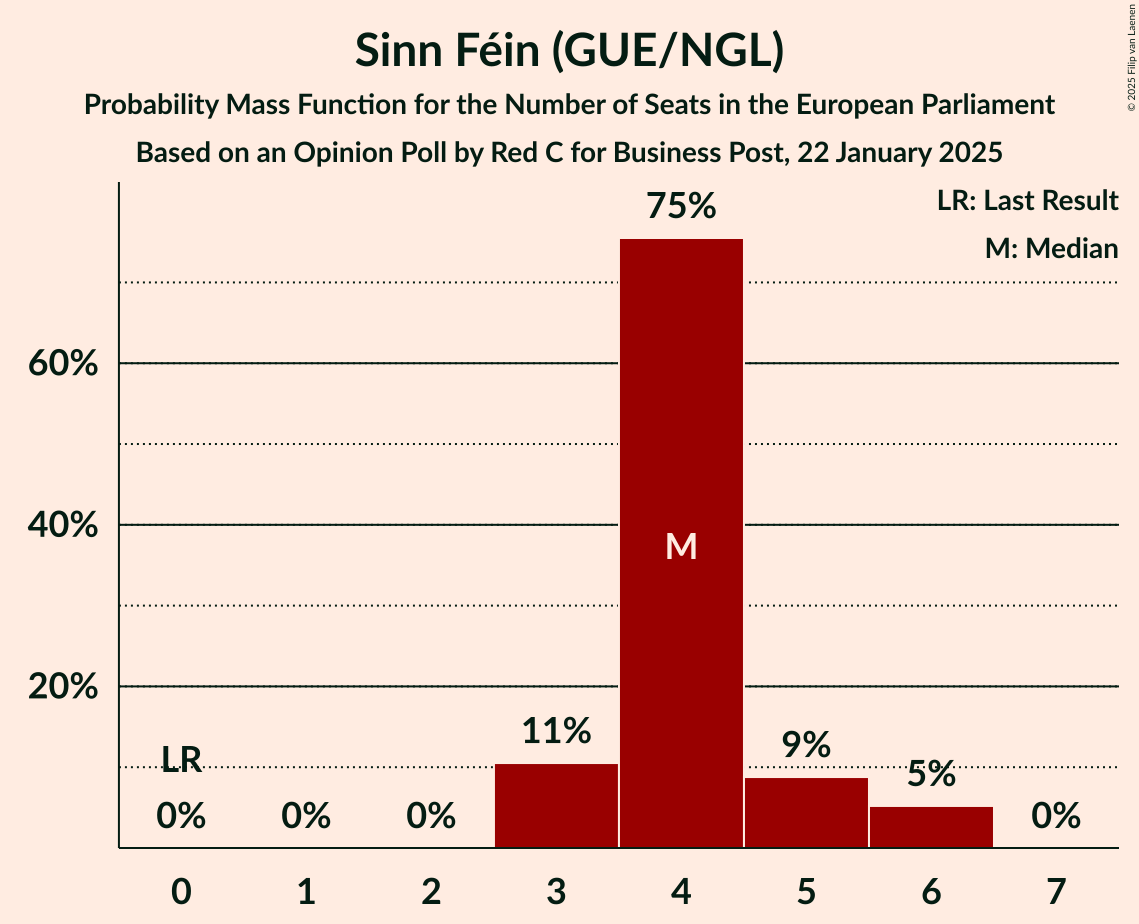 Sinn Féin (GUE/NGL)
Probability Mass Function for the Number of Seats in the European Parliament
Based on an Opinion Poll by Red C for Business Post, 22 January 2025
© 2025 Filip van Laenen
LR: Last Result
M: Median
75%
60%
40%
M
20%
11%
9%
LR
5%
0%
0%
0%
0%
0
1
2
3
4
5
6
7